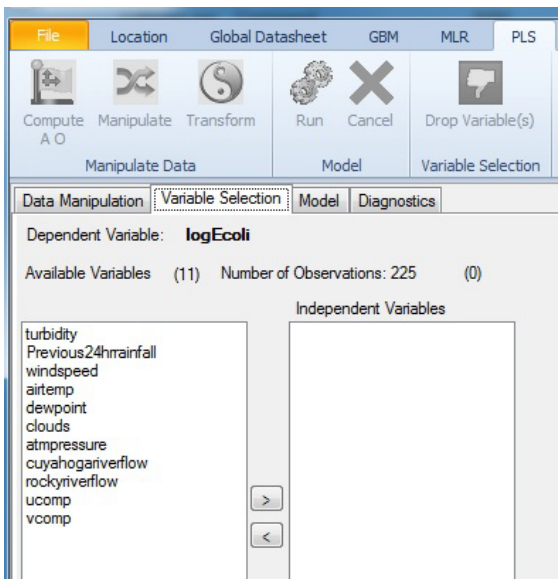 File Location Global Datasheet GBM MLR PLS
Compute Manipulate Transform Run Cancel Drop Variable(s)
A O
Manipulate Data Model Variable Selection
Data Manipulation Variable Selection Model Diagnostics
Dependent Variable: logEcoli
Available Variables (11) Number of Observations: 225 (0)
Independent Variables
turbidity
Previous24hrrainfall
windspeed
airtemp
dewpoint
clouds
atmpressure
cuyahogariverflow
rockyriverflow
ucomp
vcomp
>
<